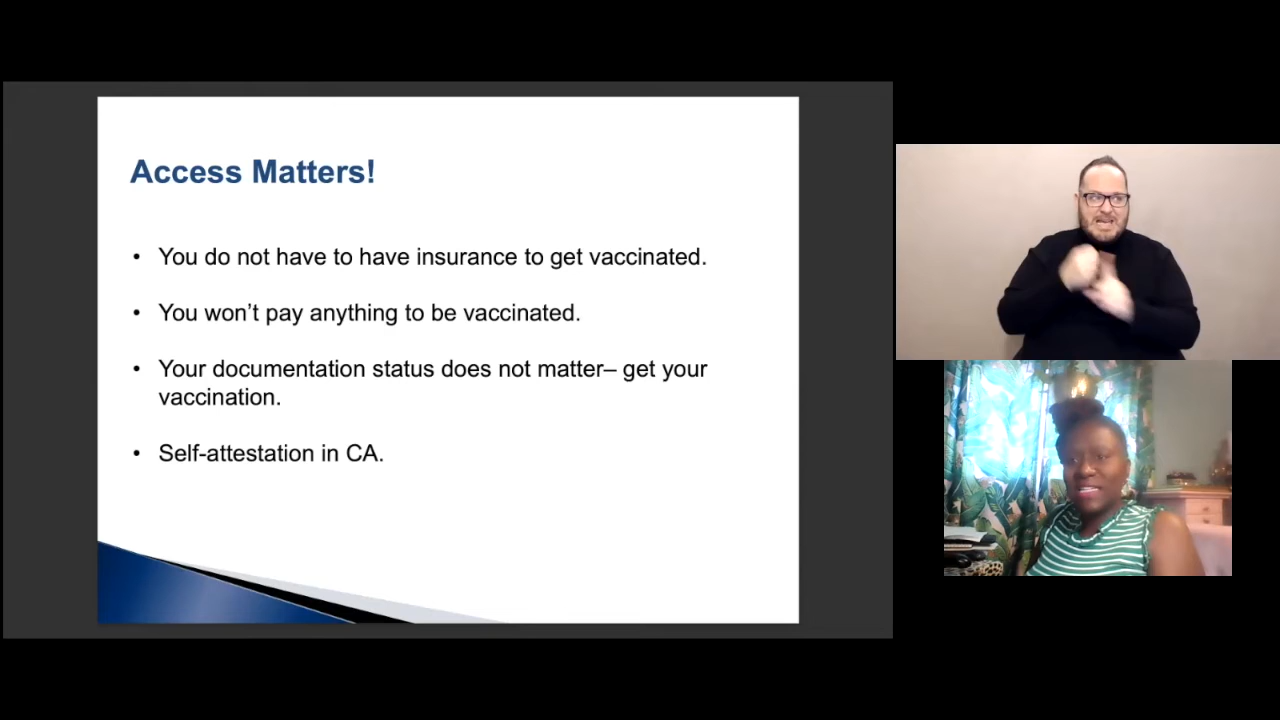 Access Matters!
• You do not have to have insurance to get vaccinated.
• You won’t pay anything to be vaccinated.
• Your documentation status does not matter– get your
vaccination.
• Self-attestation in CA.